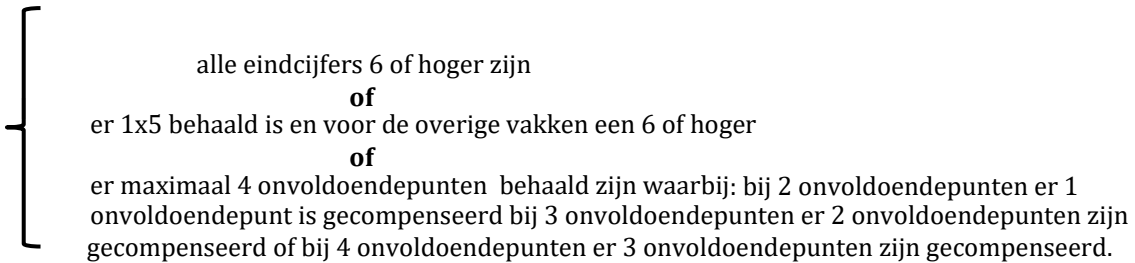 alle eindcijfers 6 of hoger zijn
of
er 1x5 behaald is en voor de overige vakken een 6 of hoger
of
er maximaal 4 onvoldoendepunten behaald zijn waarbij: bij 2 onvoldoendepunten er 1
onvoldoendepunt is gecompenseerd bij 3 onvoldoendepunten er 2 onvoldoendepunten zijn
gecompenseerd of bij 4 onvoldoendepunten er 3 onvoldoendepunten zijn gecompenseerd.